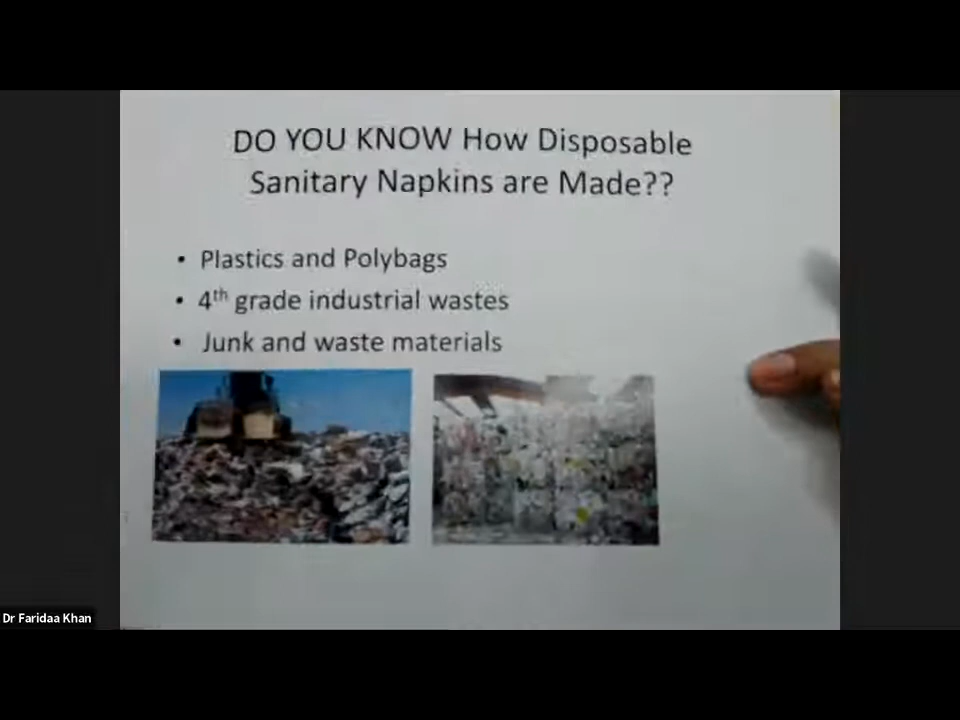 DO YOU KNOW How Disposable
Sanitary Napkins are Made??
• Plastics and Polybags
• 4th grade industrial wastes
• Junk and waste materials
Dr Faridaa Khan